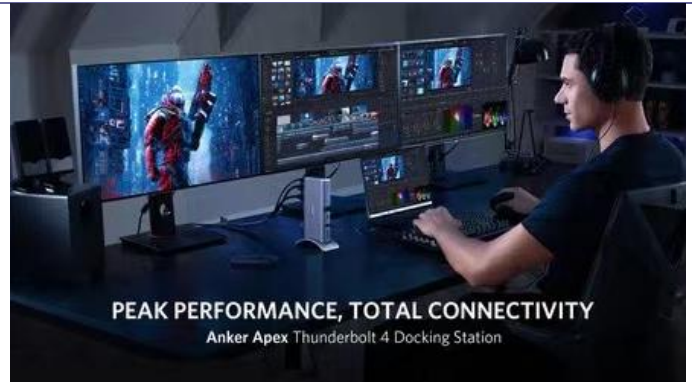 PEAK PERFORMANCE, TOTAL CONNECTIVITY
Anker Apex Thunderbolt 4 Docking Station